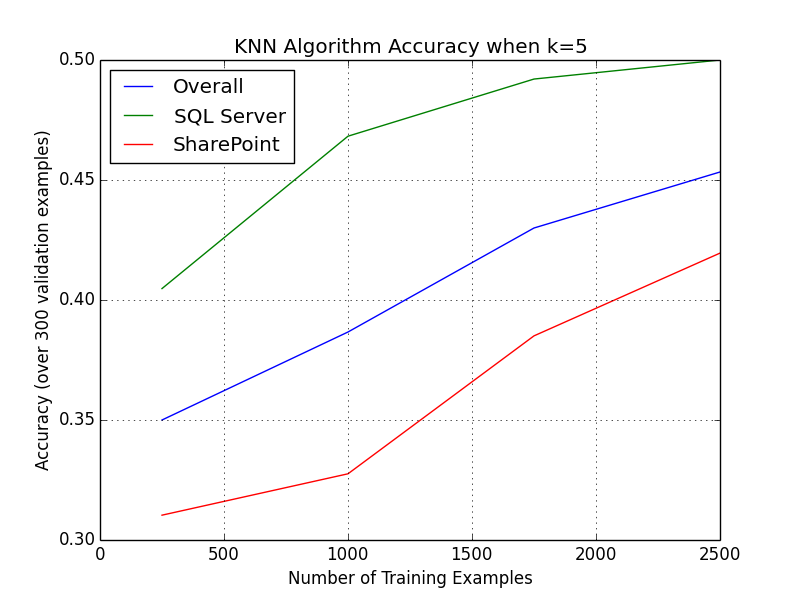 KNN Algorithm Accuracy when k=5
Overall
SQL Server
SharePoint
Accuracy (over 300 validation examples)
0.50
0.45
0.40
0.35
0.30
0 500 1000 1500 2000 2500
Number of Training Examples